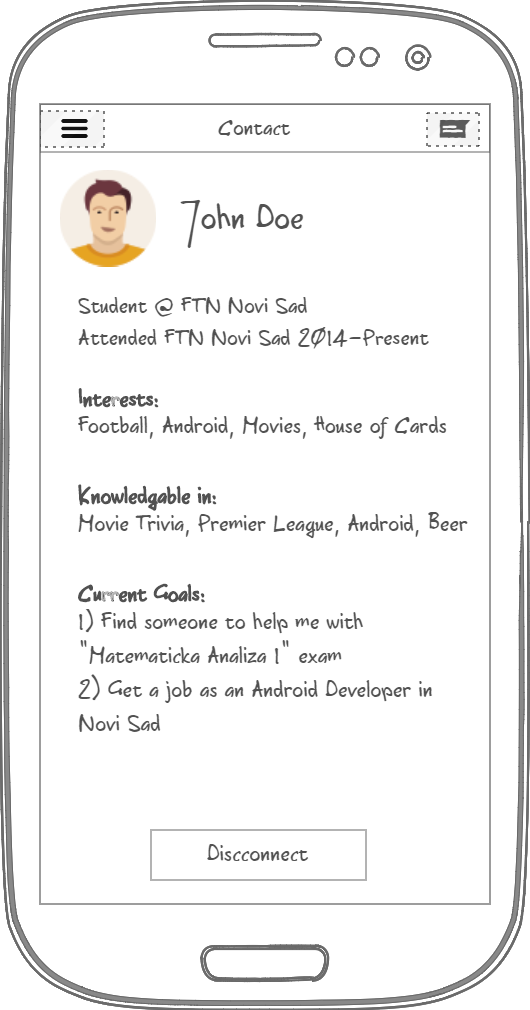 Contact
John Doe
Student @ FTN Novi Sad
Attended FTN Novi Sad 2014-Present
Interests:
Football, Android, Movies, House of Cards
Knowledgable in:
Movie Trivia, Premier League, Android, Beer
Current Goals:
1) Find someone to help me with
"Matematicka Analiza 1" exam
2) Get a job as an Android Developer in
Novi Sad
Discconnect